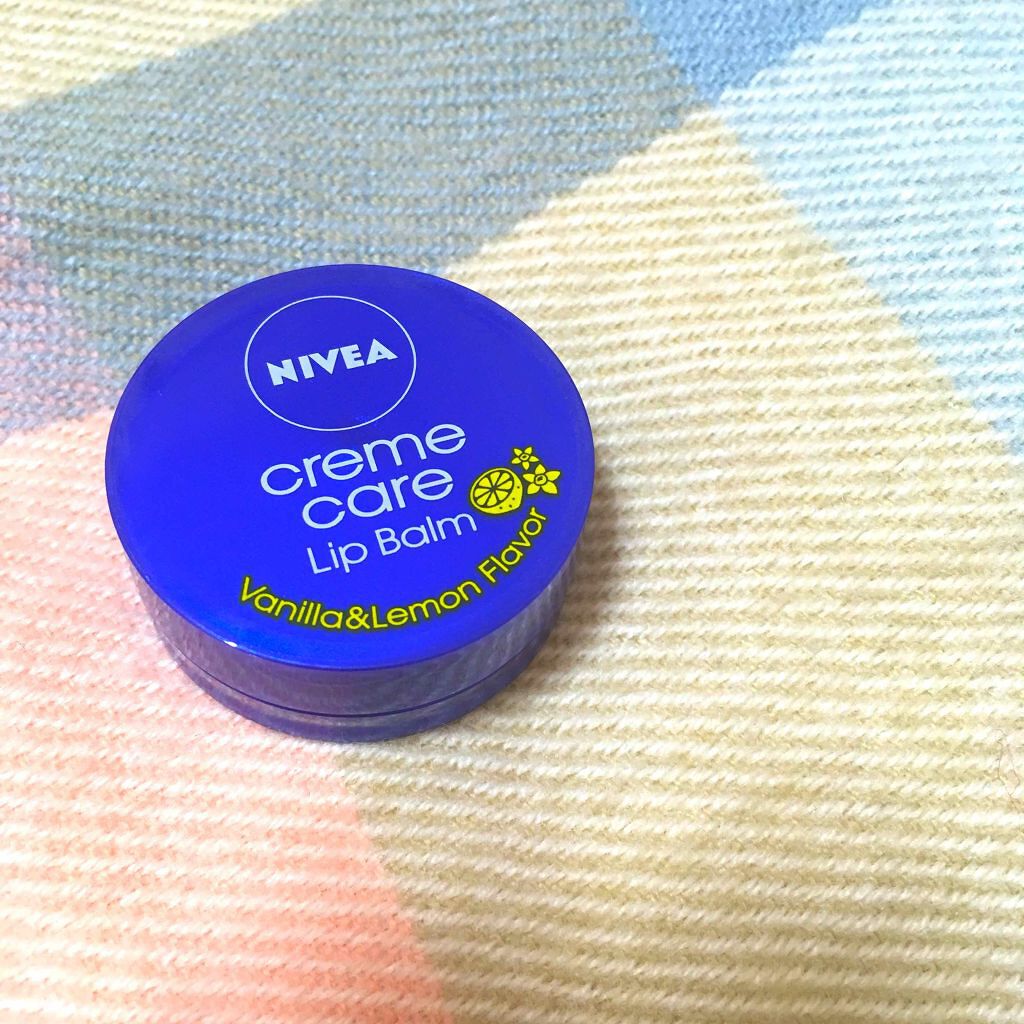 NIVEA
creme
care
Lip Balm
Vanilla&Lemon Flavor